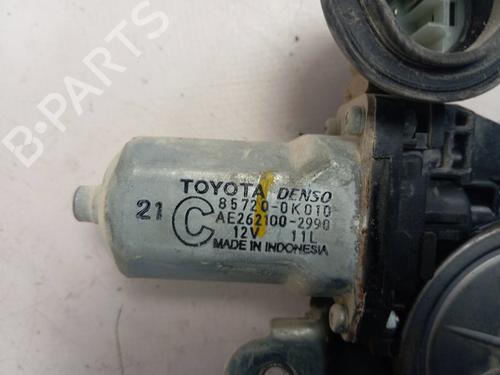 B-PARTS
TOYOTA DENSO
21 C 85720-0K010
AE262100-2990
12V 11L
MADE IN INDONESIA